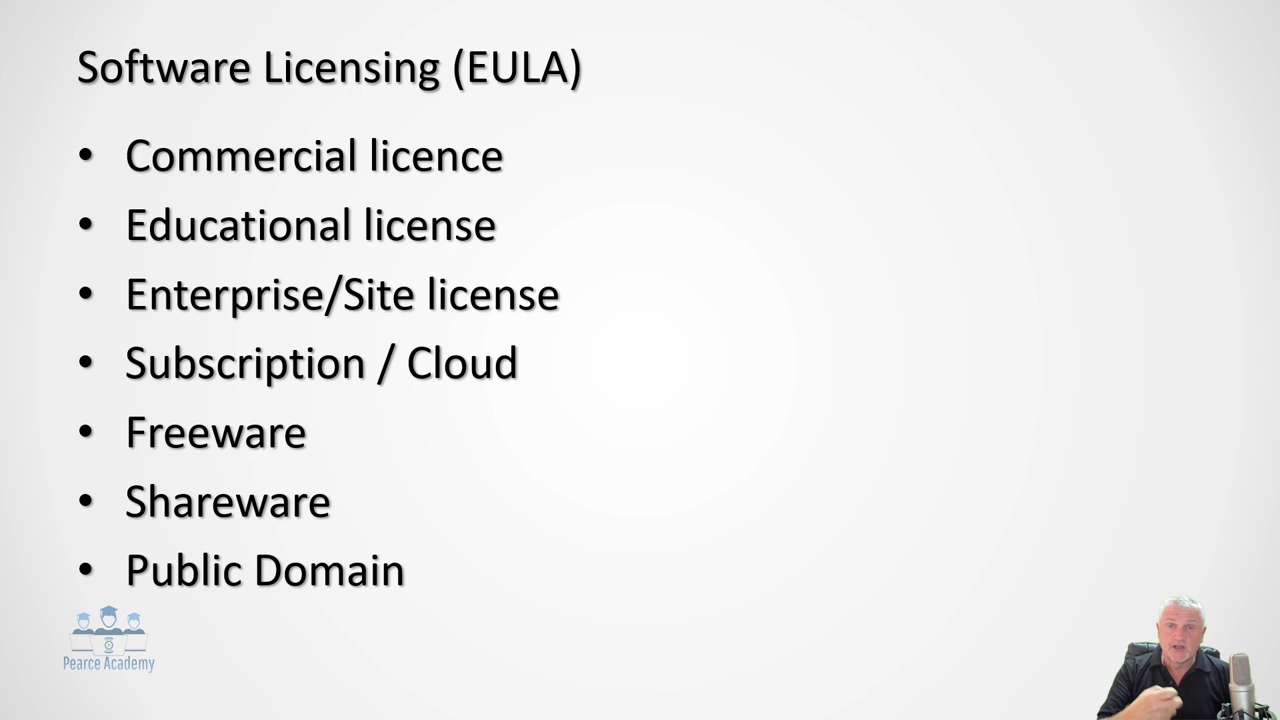 Software Licensing (EULA)
• Commercial licence
• Educational license
• Enterprise/Site license
• Subscription / Cloud
• Freeware
• Shareware
• Public Domain
Pearce Academy